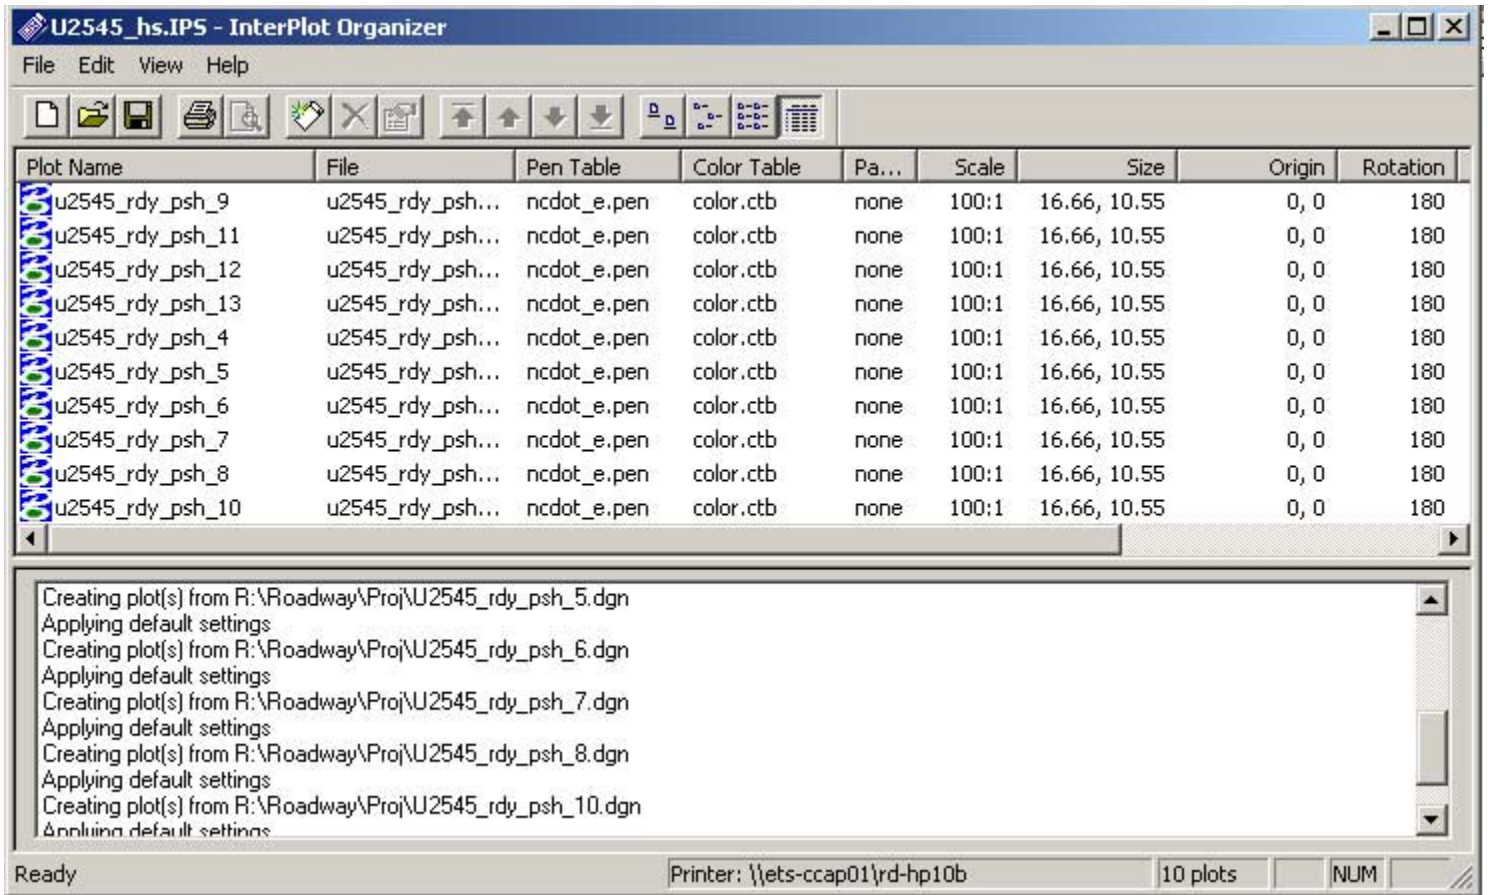 U2545_hs.IPS - InterPlot Organizer
File Edit View Help
Plot Name File Pen Table Color Table Pa... Scale Size Origin Rotation
u2545_rdy_psh_9 u2545_rdy_psh... ncdot_e.pen color.ctb none 100:1 16.66, 10.55 0, 0 180
u2545_rdy_psh_11 u2545_rdy_psh... ncdot_e.pen color.ctb none 100:1 16.66, 10.55 0, 0 180
u2545_rdy_psh_12 u2545_rdy_psh... ncdot_e.pen color.ctb none 100:1 16.66, 10.55 0, 0 180
u2545_rdy_psh_13 u2545_rdy_psh... ncdot_e.pen color.ctb none 100:1 16.66, 10.55 0, 0 180
u2545_rdy_psh_4 u2545_rdy_psh... ncdot_e.pen color.ctb none 100:1 16.66, 10.55 0, 0 180
u2545_rdy_psh_5 u2545_rdy_psh... ncdot_e.pen color.ctb none 100:1 16.66, 10.55 0, 0 180
u2545_rdy_psh_6 u2545_rdy_psh... ncdot_e.pen color.ctb none 100:1 16.66, 10.55 0, 0 180
u2545_rdy_psh_7 u2545_rdy_psh... ncdot_e.pen color.ctb none 100:1 16.66, 10.55 0, 0 180
u2545_rdy_psh_8 u2545_rdy_psh... ncdot_e.pen color.ctb none 100:1 16.66, 10.55 0, 0 180
u2545_rdy_psh_10 u2545_rdy_psh... ncdot_e.pen color.ctb none 100:1 16.66, 10.55 0, 0 180
Creating plot(s) from R:\Roadway\Proj\U2545_rdy_psh_5.dgn
Applying default settings
Creating plot(s) from R:\Roadway\Proj\U2545_rdy_psh_6.dgn
Applying default settings
Creating plot(s) from R:\Roadway\Proj\U2545_rdy_psh_7.dgn
Applying default settings
Creating plot(s) from R:\Roadway\Proj\U2545_rdy_psh_8.dgn
Applying default settings
Creating plot(s) from R:\Roadway\Proj\U2545_rdy_psh_10.dgn
Applying default settings
Ready Printer: \\ets-ccap01\rd-hp10b 10 plots NUM